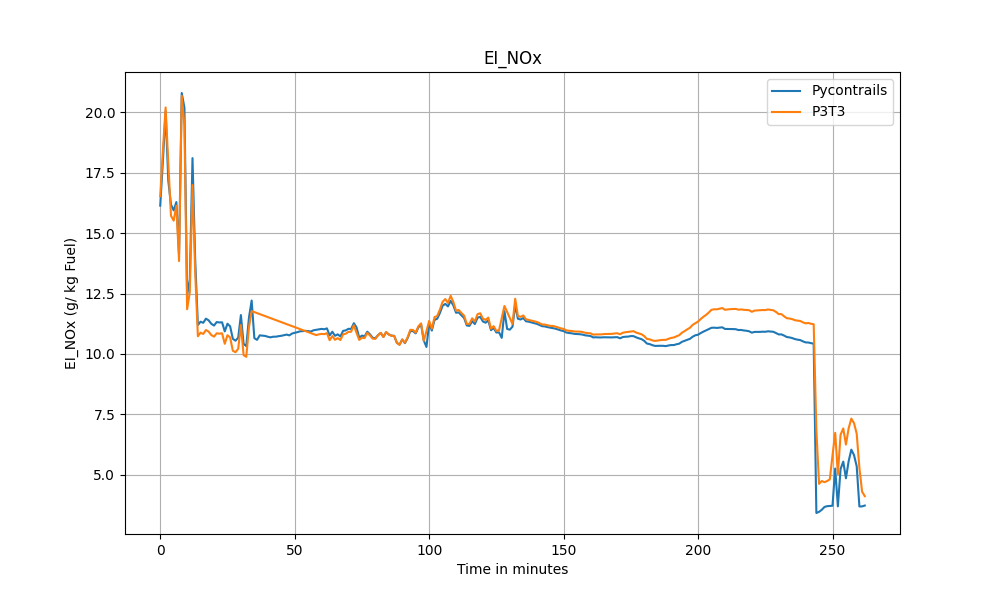 EI_NOx
Pycontrails
P3T3
EI_NOx (g/ kg Fuel)
20.0
17.5
15.0
12.5
10.0
7.5
5.0
0 50 100 150 200 250
Time in minutes